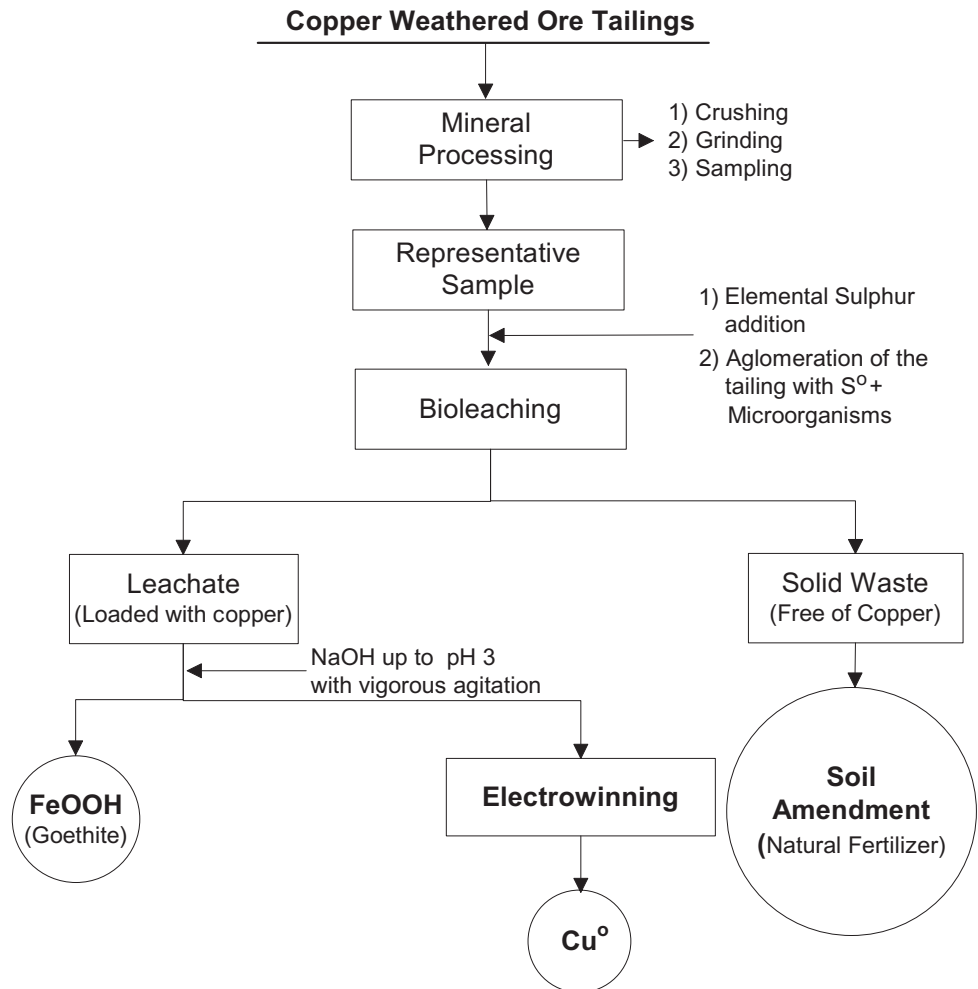 Copper Weathered Ore Tailings
Mineral
Processing
1) Crushing
2) Grinding
3) Sampling
Representative
Sample
1) Elemental Sulphur
addition
2) Aglomeration of the
tailing with Sº+
Microorganisms
Bioleaching
Leachate
(Loaded with copper)
Solid Waste
(Free of Copper)
NaOH up to pH 3
with vigorous agitation
FeOOH
(Goethite)
Electrowinning
Soil
Amendment
(Natural Fertilizer)
Cuº